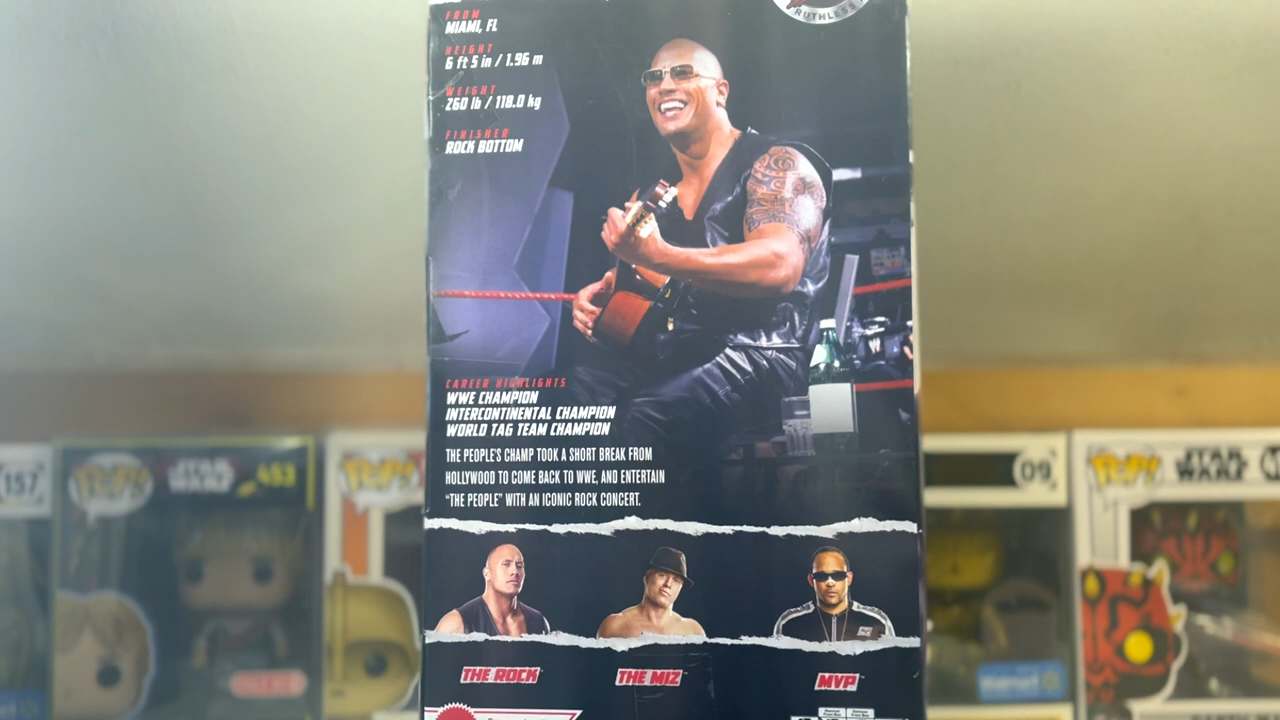 RUTHLESS
FROM
MIAMI, FL
HEIGHT
6 ft 5 in / 1.96 m
WEIGHT
260 lb / 118.0 kg
FINISHER
ROCK BOTTOM
CAREER HIGHLIGHTS
WWE CHAMPION
INTERCONTINENTAL CHAMPION
WORLD TAG TEAM CHAMPION
THE PEOPLE'S CHAMP TOOK A SHORT BREAK FROM
HOLLYWOOD TO COME BACK TO WWE, AND ENTERTAIN
"THE PEOPLE" WITH AN ICONIC ROCK CONCERT.
THE ROCK
THE MIZ
MVP
157
POP!
STAR WARS
453
POP!
09
POP!
STAR WARS